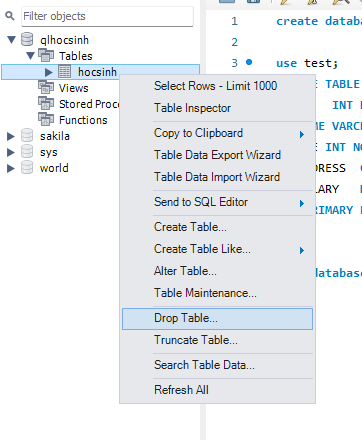 Filter objects
qlhocsinh
Tables
hocsinh
Views
Stored Proce
Functions
sakila
sys
world
Select Rows - Limit 1000
Table Inspector
Copy to Clipboard
Table Data Export Wizard
Table Data Import Wizard
Send to SQL Editor
Create Table...
Create Table Like...
Alter Table...
Table Maintenance...
Drop Table...
Truncate Table...
Search Table Data...
Refresh All
1 create databa
2
3 use test;
E TABLE
INT
ME VARCH
E INT NO
DRESS
LARY
RIMARY
database